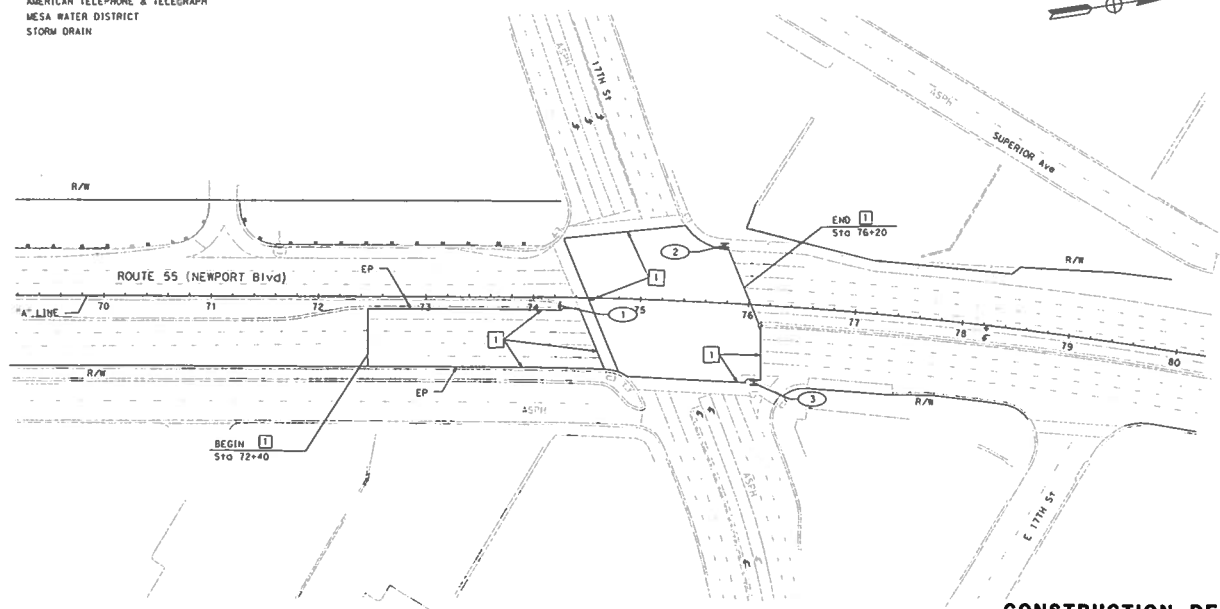 AMERICAN TELEPHONE & TELEGRAPH
MESA WATER DISTRICT
STORM DRAIN
ASPH
17TH St
ASPH
SUPERIOR Ave
R/W
END 1
Sta 76+20
2
R/W
ROUTE 55 (NEWPORT Blvd)
EP
1
"A" LINE
70
71
72
73
74
75
76
77
78
79
80
1
1
1
R/W
EP
ASPH
3
R/W
BEGIN 1
Sta 72+40
ASPH
E 17TH St
CONSTRUCTION DE